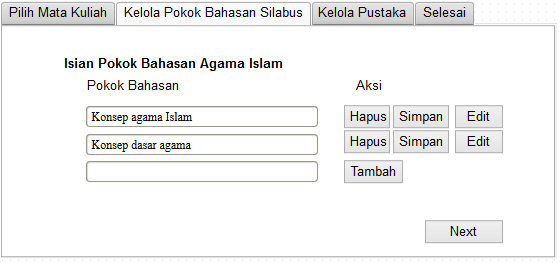 Pilih Mata Kuliah Kelola Pokok Bahasan Silabus Kelola Pustaka Selesai
Isian Pokok Bahasan Agama Islam
Pokok Bahasan Aksi
Konsep agama Islam Hapus Simpan Edit
Konsep dasar agama Hapus Simpan Edit
Tambah
Next